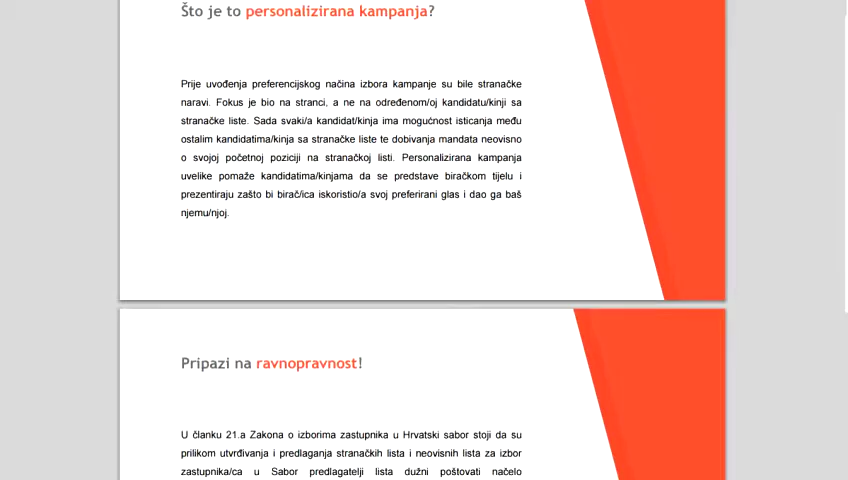 Što je to personalizirana kampanja?
Prije uvođenja preferencijskog načina izbora kampanje su bile stranačke
naravi. Fokus je bio na stranci, a ne na određenom/oj kandidatu/kinji sa
stranačke liste. Sada svaki/a kandidat/kinja ima mogućnost isticanja među
ostalim kandidatima/kinja sa stranačke liste te dobivanja mandata neovisno
o svojoj početnoj poziciji na stranačkoj listi. Personalizirana kampanja
uvelike pomaže kandidatima/kinjama da se predstave biračkom tijelu i
prezentiraju zašto bi birač/ica iskoristio/a svoj preferirani glas i dao ga baš
njemu/njoj.
Pripazi na ravnopravnost!
U članku 21.a Zakona o izborima zastupnika u Hrvatski sabor stoji da su
prilikom utvrđivanja i predlaganja stranačkih lista i neovisnih lista za izbor
zastupnika/ca u Sabor predlagatelji lista dužni poštovati načelo